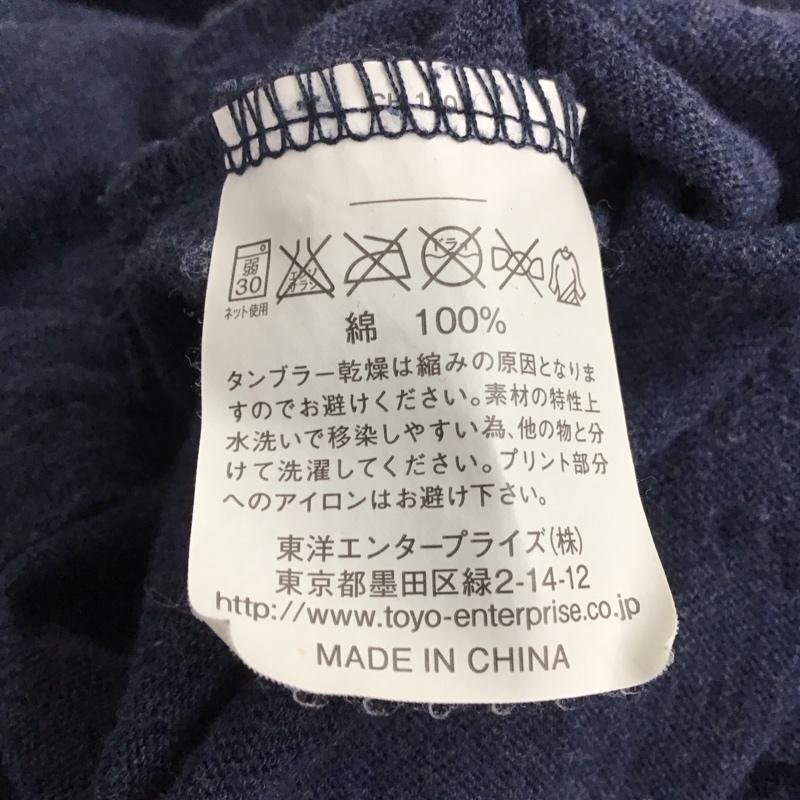 弱
30
エンソ
サラシ
ドライ
ネット使用
綿 100%
タンブラー乾燥は縮みの原因となりま
すのでお避けください。素材の特性上
水洗いで移染しやすい為、他の物と分
けて洗濯してください。プリント部分
へのアイロンはお避け下さい。
東洋エンタープライズ(株)
東京都墨田区緑2-14-12
http://www.toyo-enterprise.co.jp
MADE IN CHINA